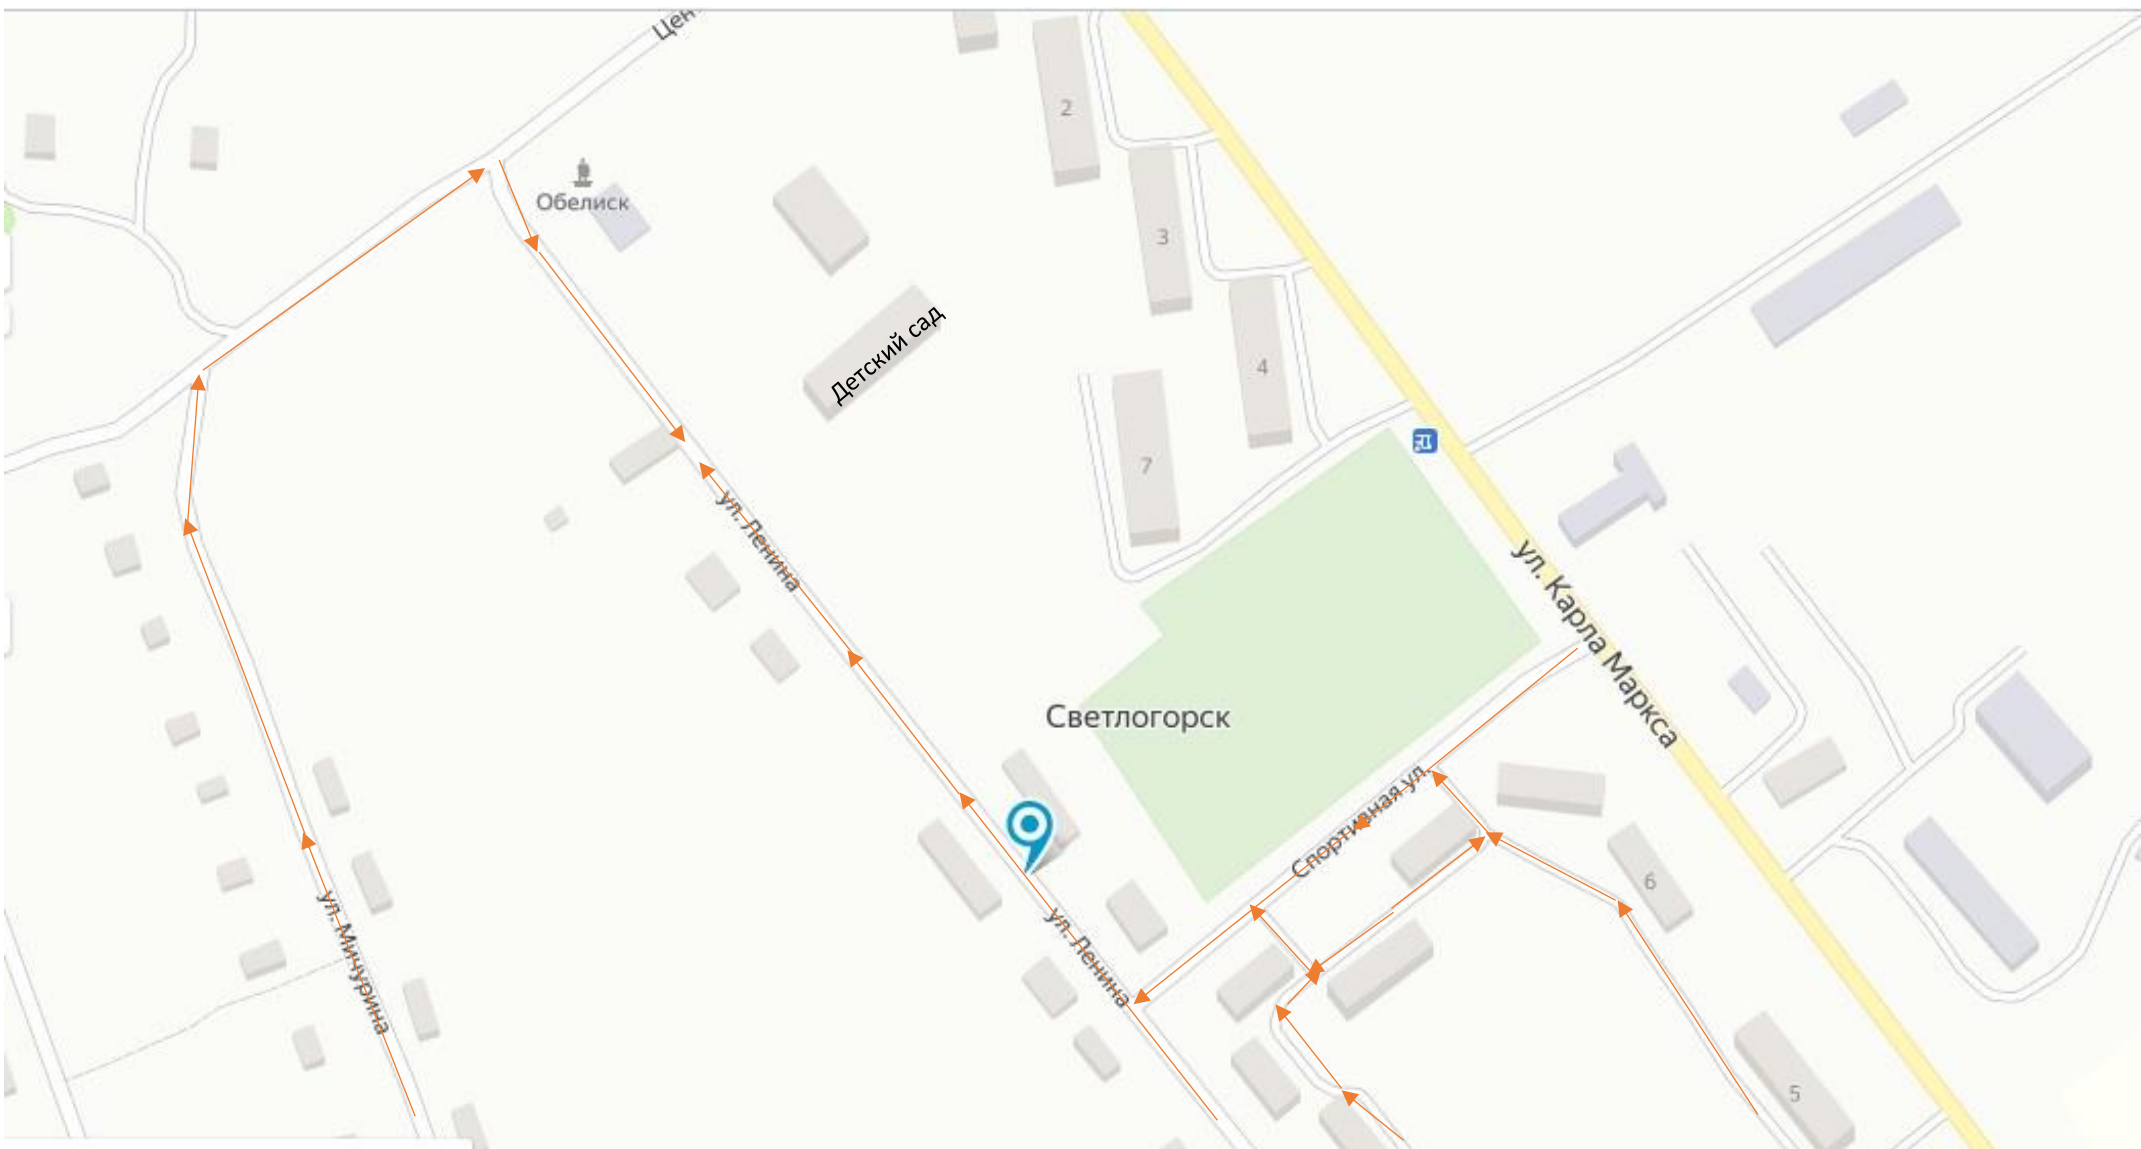 Цен
2
Обелиск
3
Детский сад
4
7
ул. Ленина
ул. Карла Маркса
Светлогорск
Спортивная ул.
6
ул. Мичурина
ул. Ленина
5